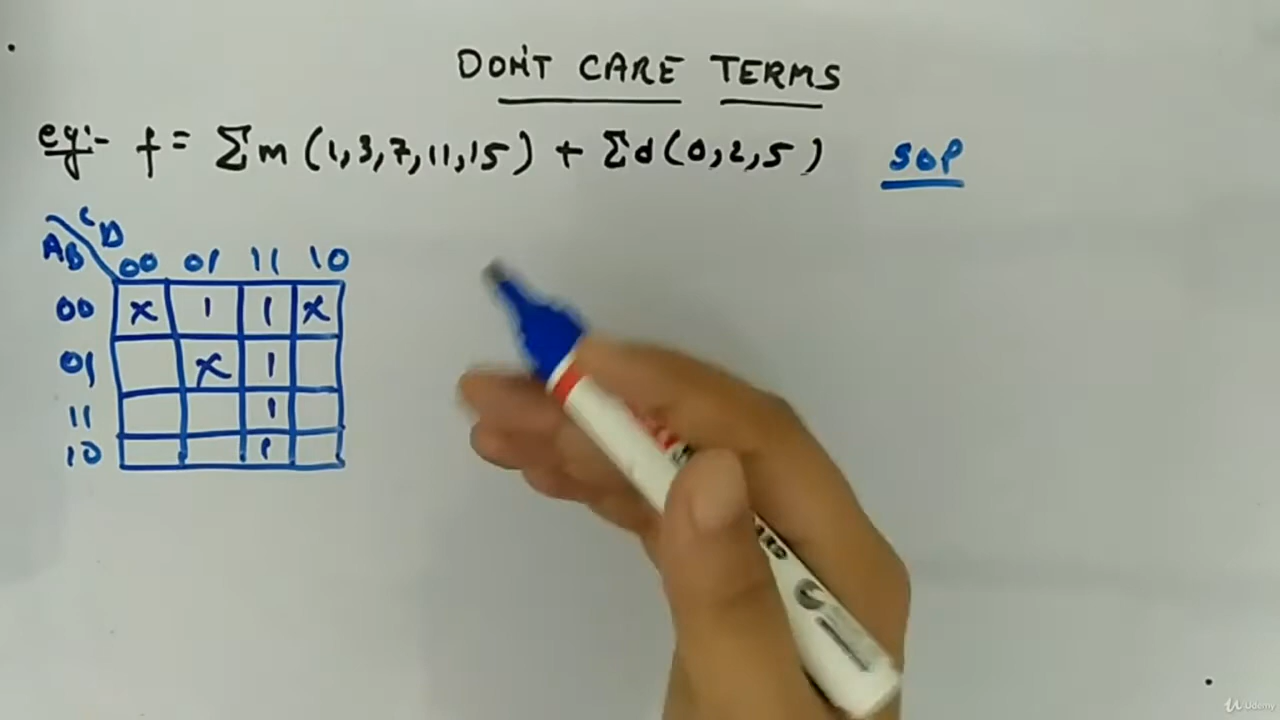 DON'T CARE TERMS
eg:- f = Σm (1,3,7,11,15) + Σd(0,2,5) SOP
CD
AB 00 01 11 10
00 x 1 1 x
01 x 1
11 1
10 1
Udemy